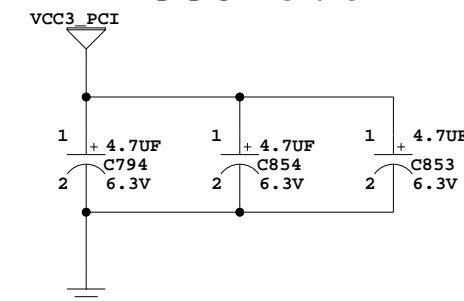 VCC3_PCI
1 + 4.7UF 1 + 4.7UF 1 + 4.7UF
C794 C854 C853
2 6.3V 2 6.3V 2 6.3V